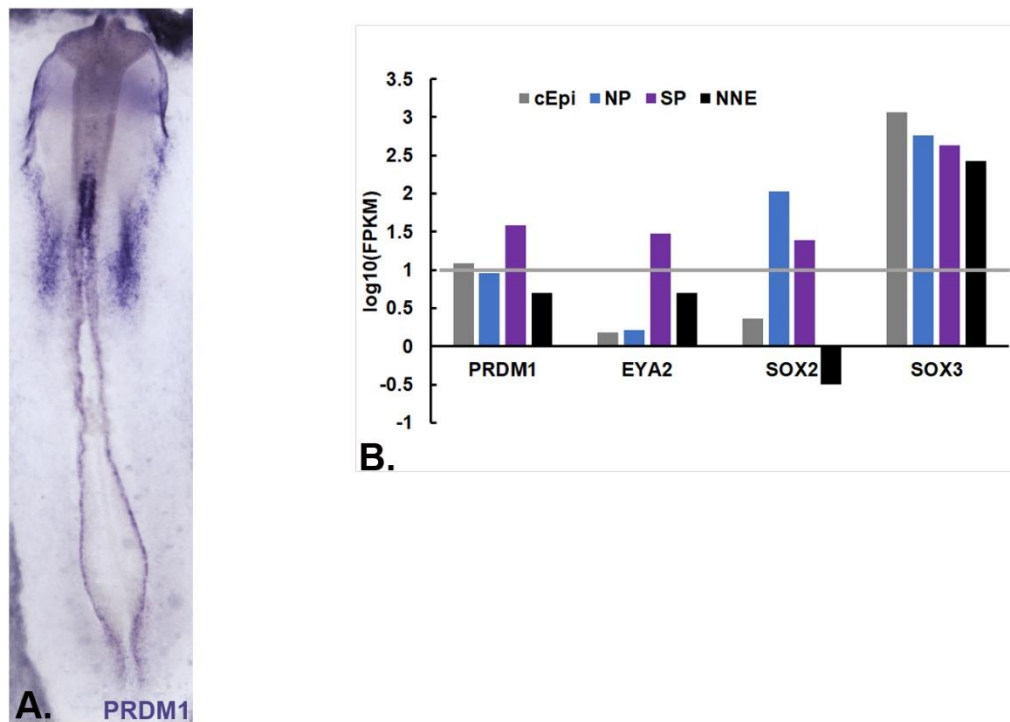 A.
PRDM1
3.5
3
2.5
2
1.5
1
0.5
0
-0.5
-1
log10(FPKM)
cEpi NP SP NNE
PRDM1 EYA2 SOX2 SOX3
B.